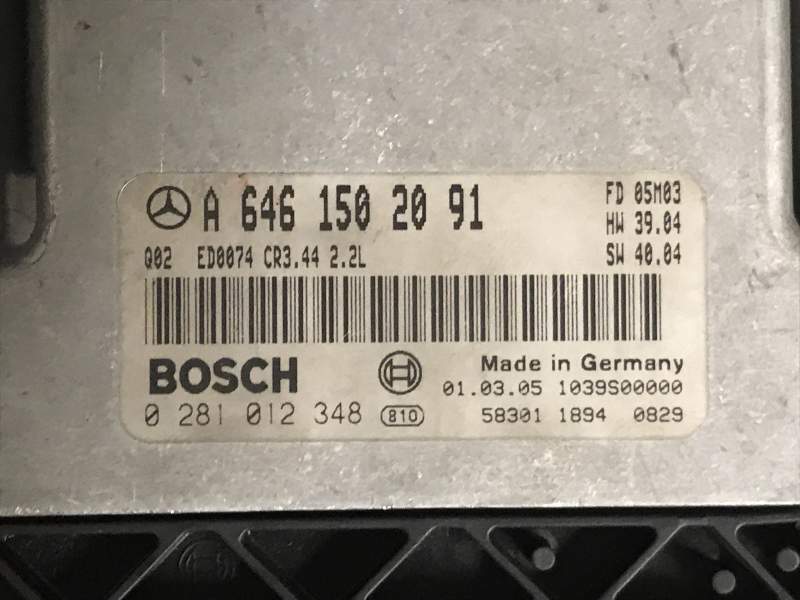 A 646 150 20 91
FD 05M03
HW 39.04
SW 40.04
Q02 ED0074 CR3.44 2.2L
BOSCH
Made in Germany
01.03.05 1039S00000
0 281 012 348 810
58301 1894 0829